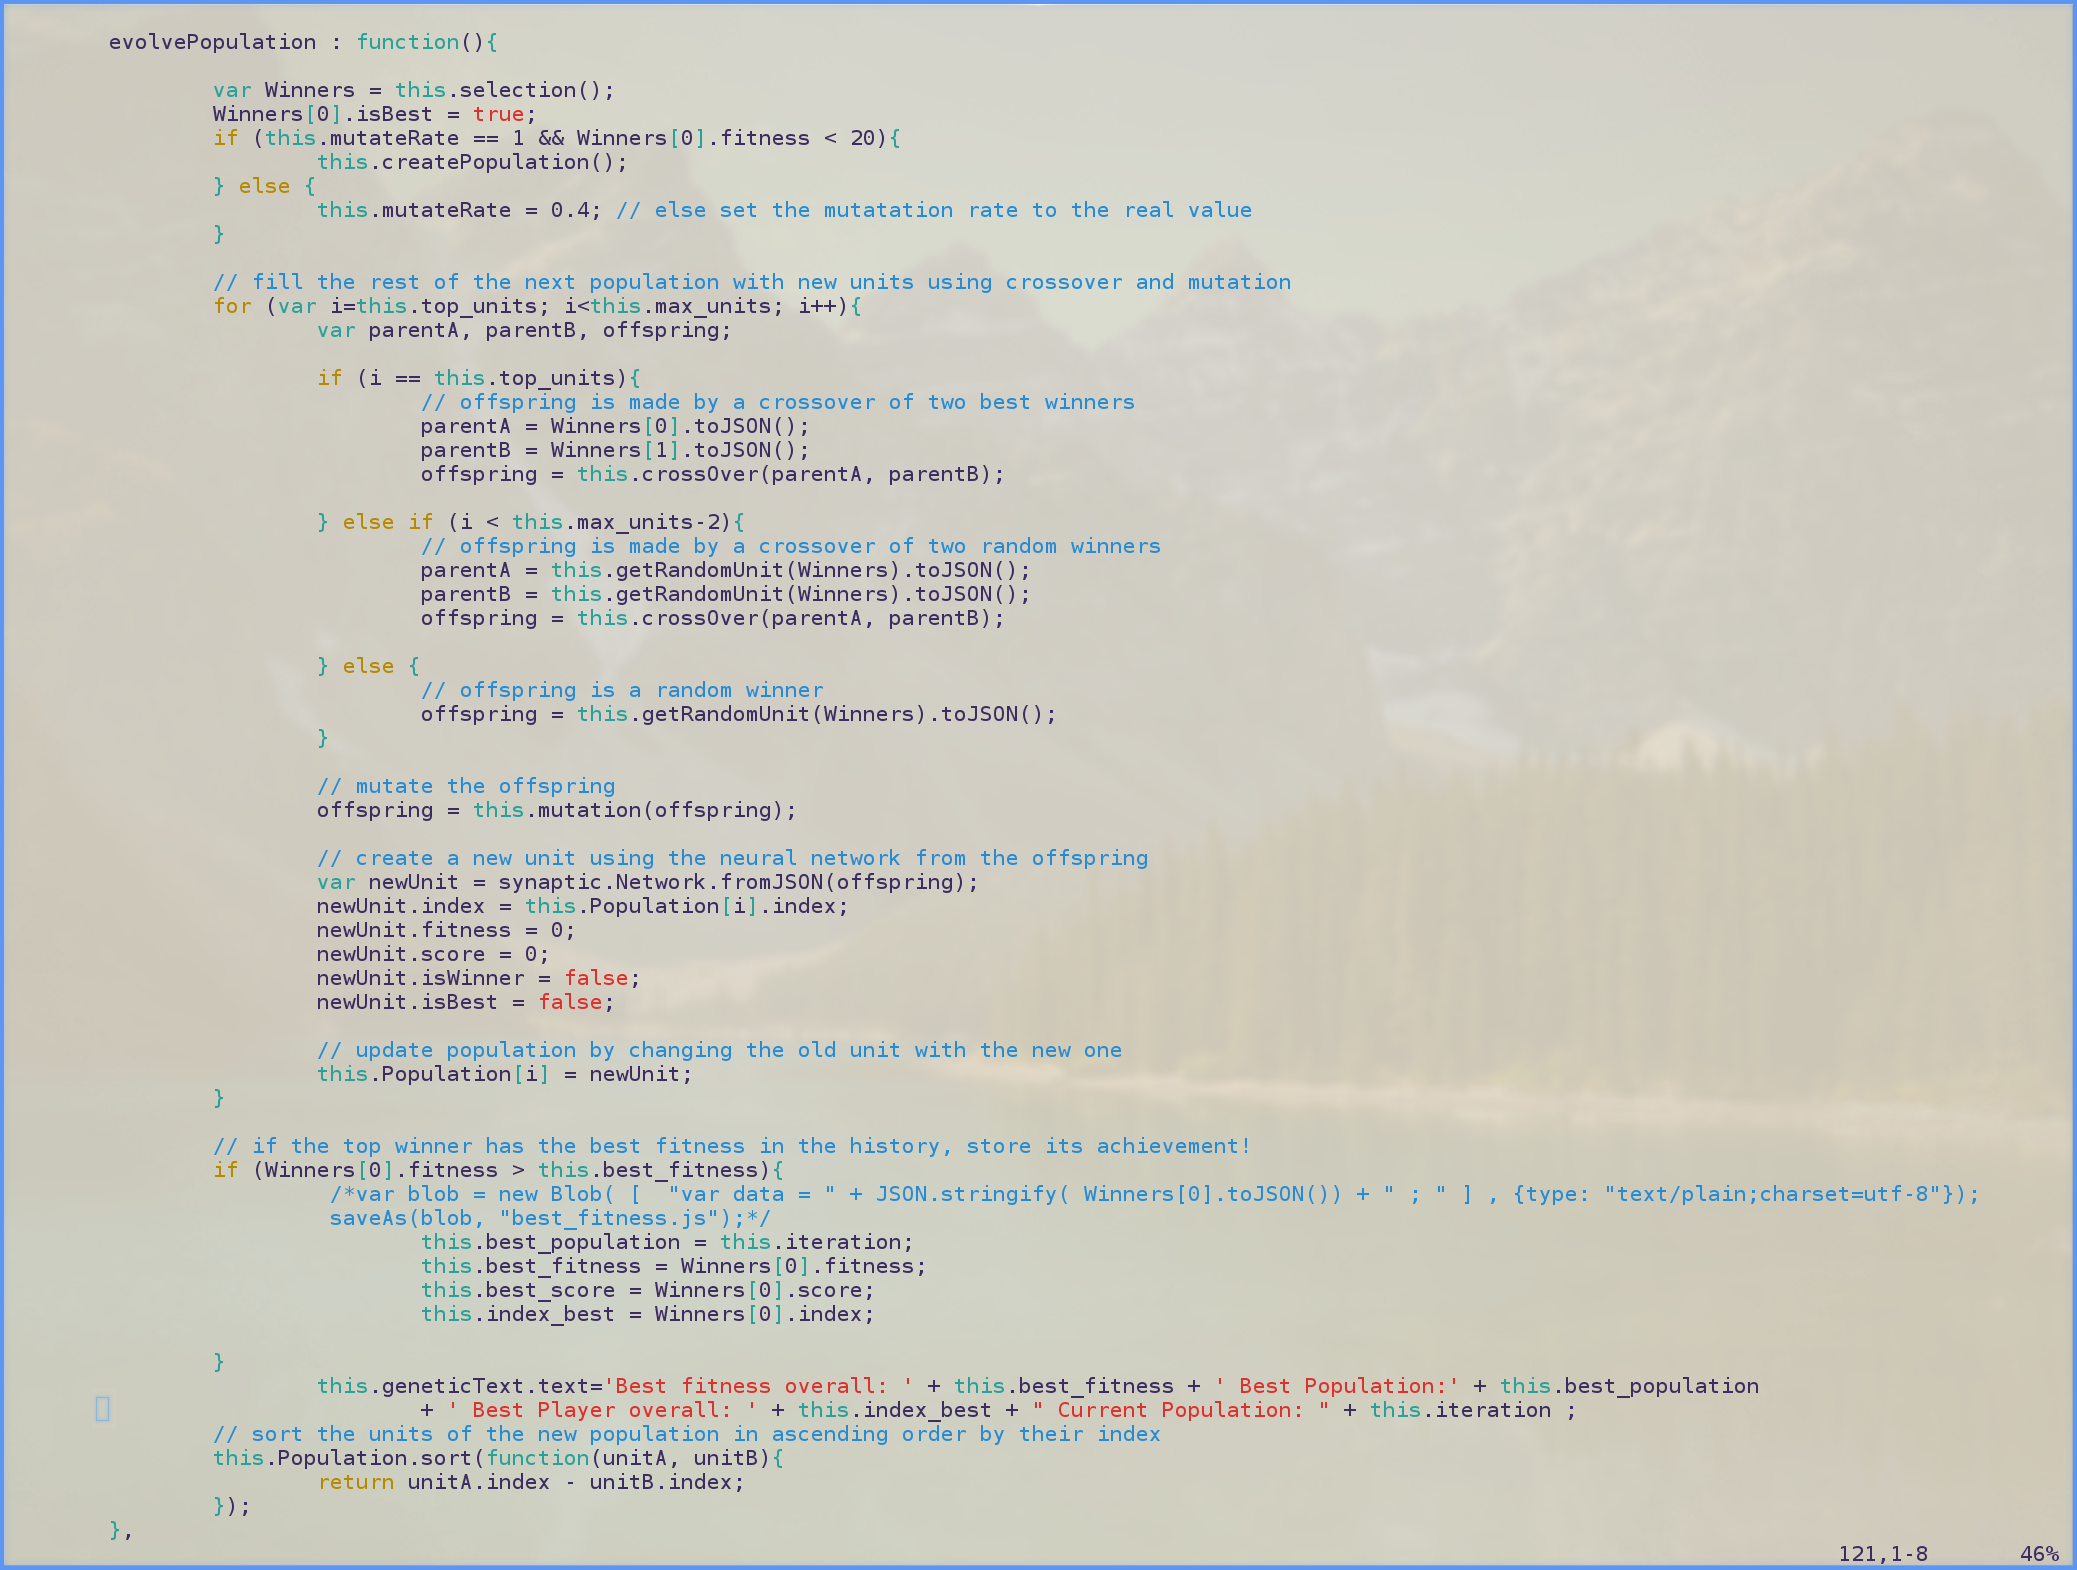 evolvePopulation : function(){
var Winners = this.selection();
Winners[0].isBest = true;
if (this.mutateRate == 1 && Winners[0].fitness < 20){
this.createPopulation();
} else {
this.mutateRate = 0.4; // else set the mutatation rate to the real value
}
// fill the rest of the next population with new units using crossover and mutation
for (var i=this.top_units; i<this.max_units; i++){
var parentA, parentB, offspring;
if (i == this.top_units){
// offspring is made by a crossover of two best winners
parentA = Winners[0].toJSON();
parentB = Winners[1].toJSON();
offspring = this.crossOver(parentA, parentB);
} else if (i < this.max_units-2){
// offspring is made by a crossover of two random winners
parentA = this.getRandomUnit(Winners).toJSON();
parentB = this.getRandomUnit(Winners).toJSON();
offspring = this.crossOver(parentA, parentB);
} else {
// offspring is a random winner
offspring = this.getRandomUnit(Winners).toJSON();
}
// mutate the offspring
offspring = this.mutation(offspring);
// create a new unit using the neural network from the offspring
var newUnit = synaptic.Network.fromJSON(offspring);
newUnit.index = this.Population[i].index;
newUnit.fitness = 0;
newUnit.score = 0;
newUnit.isWinner = false;
newUnit.isBest = false;
// update population by changing the old unit with the new one
this.Population[i] = newUnit;
}
// if the top winner has the best fitness in the history, store its achievement!
if (Winners[0].fitness > this.best_fitness){
/*var blob = new Blob( [  "var data = " + JSON.stringify( Winners[0].toJSON()) + " ; " ] , {type: "text/plain;charset=utf-8"});
saveAs(blob, "best_fitness.js");*/
this.best_population = this.iteration;
this.best_fitness = Winners[0].fitness;
this.best_score = Winners[0].score;
this.index_best = Winners[0].index;
}
this.geneticText.text='Best fitness overall: ' + this.best_fitness + ' Best Population:' + this.best_population
+ ' Best Player overall: ' + this.index_best + " Current Population: " + this.iteration ;
// sort the units of the new population in ascending order by their index
this.Population.sort(function(unitA, unitB){
return unitA.index - unitB.index;
});
},
121,1-8 46%